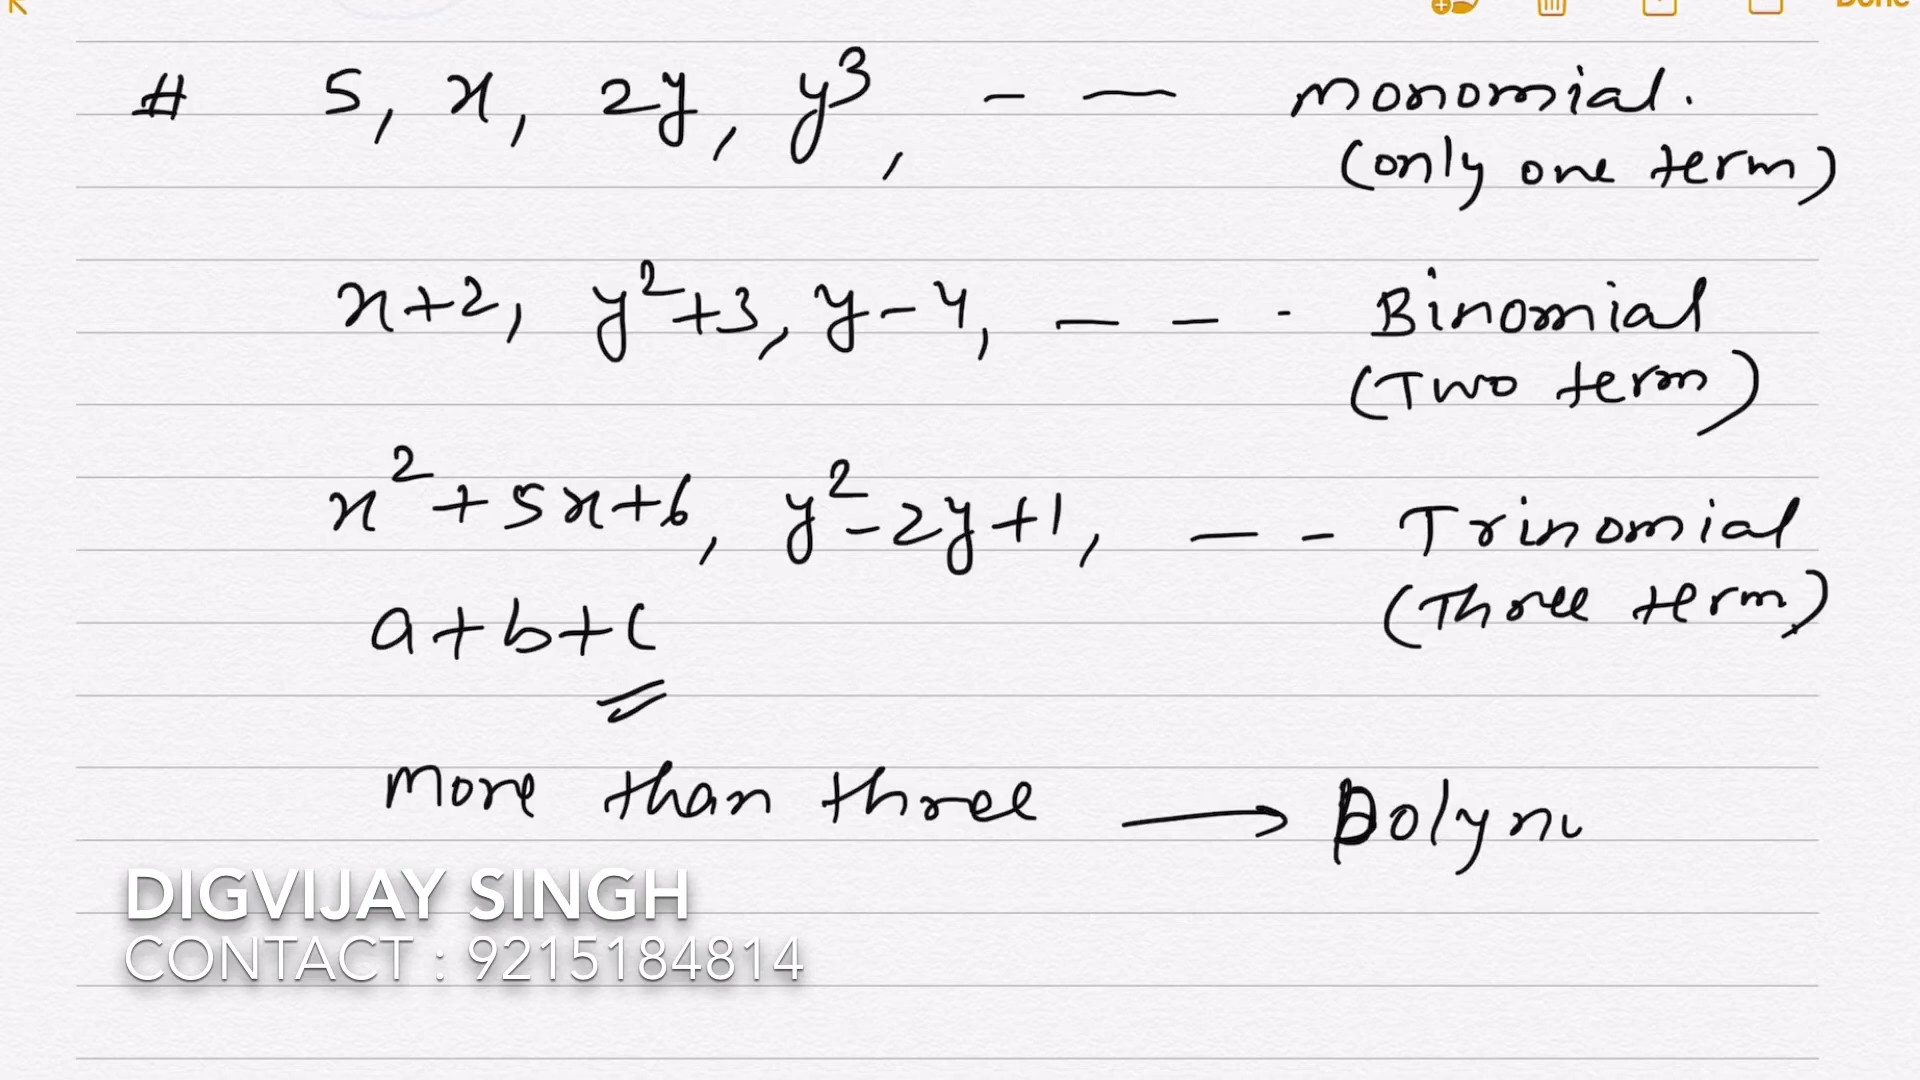 # 5, x, 2y, y³, - — monomial.
(only one term)
x+2, y²+3, y-4, — - - Binomial
(Two term)
x²+5x+6, y²-2y+1, — - Trinomial
a+b+c (Three term)
More than three → Polyn
DIGVIJAY SINGH
CONTACT : 9215184814